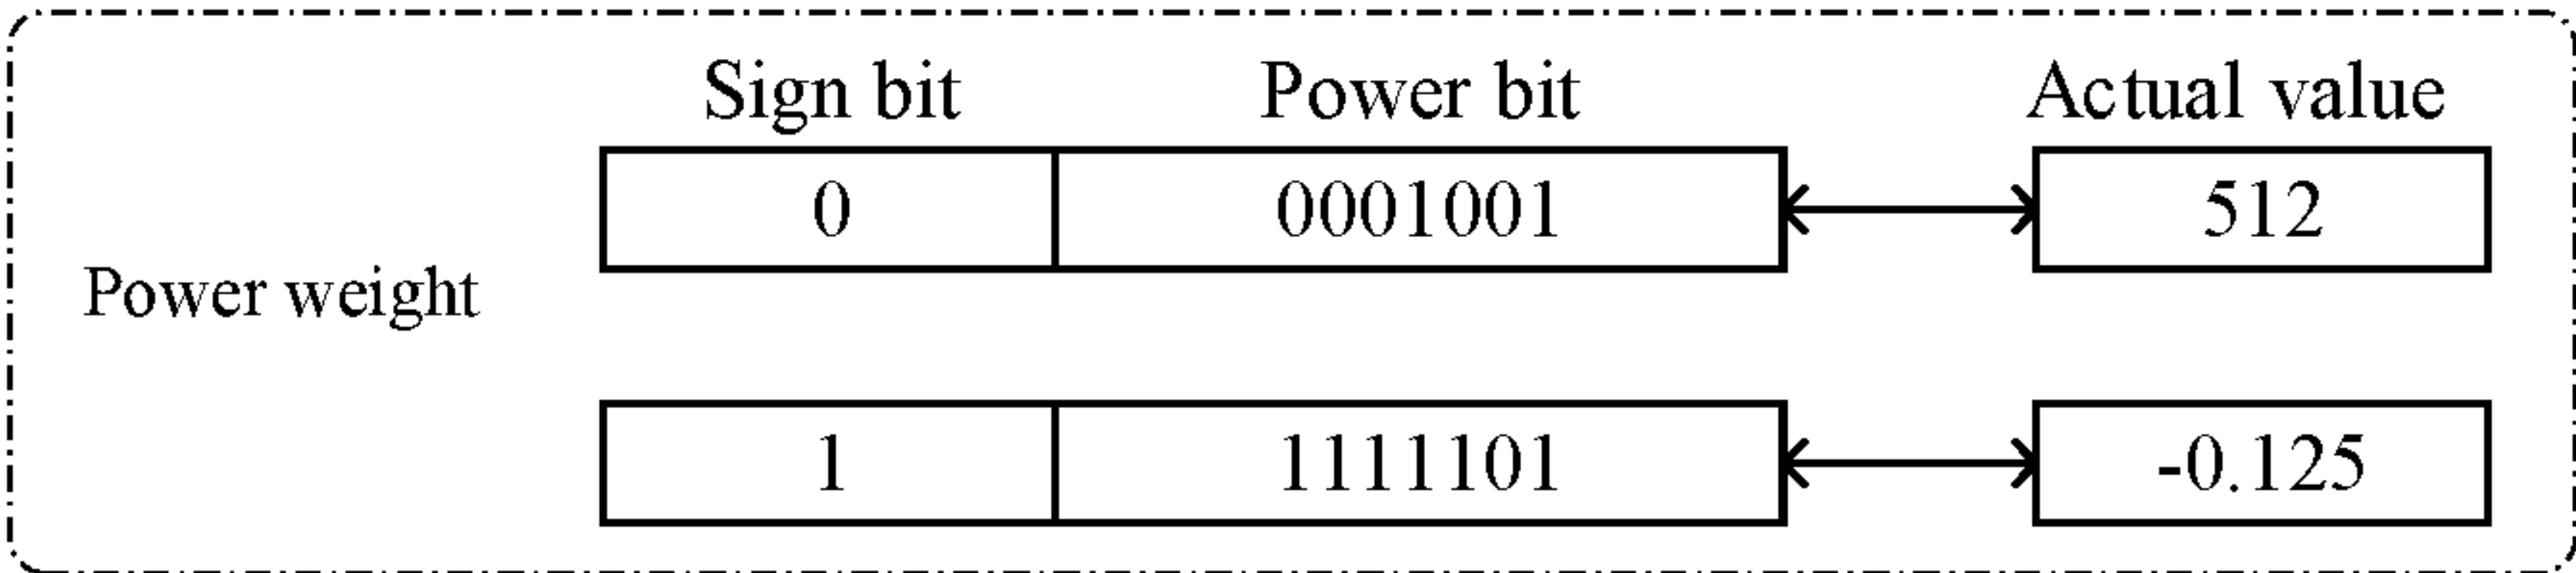 Sign bit Power bit Actual value
0 0001001 512
Power weight
1 1111101 -0.125